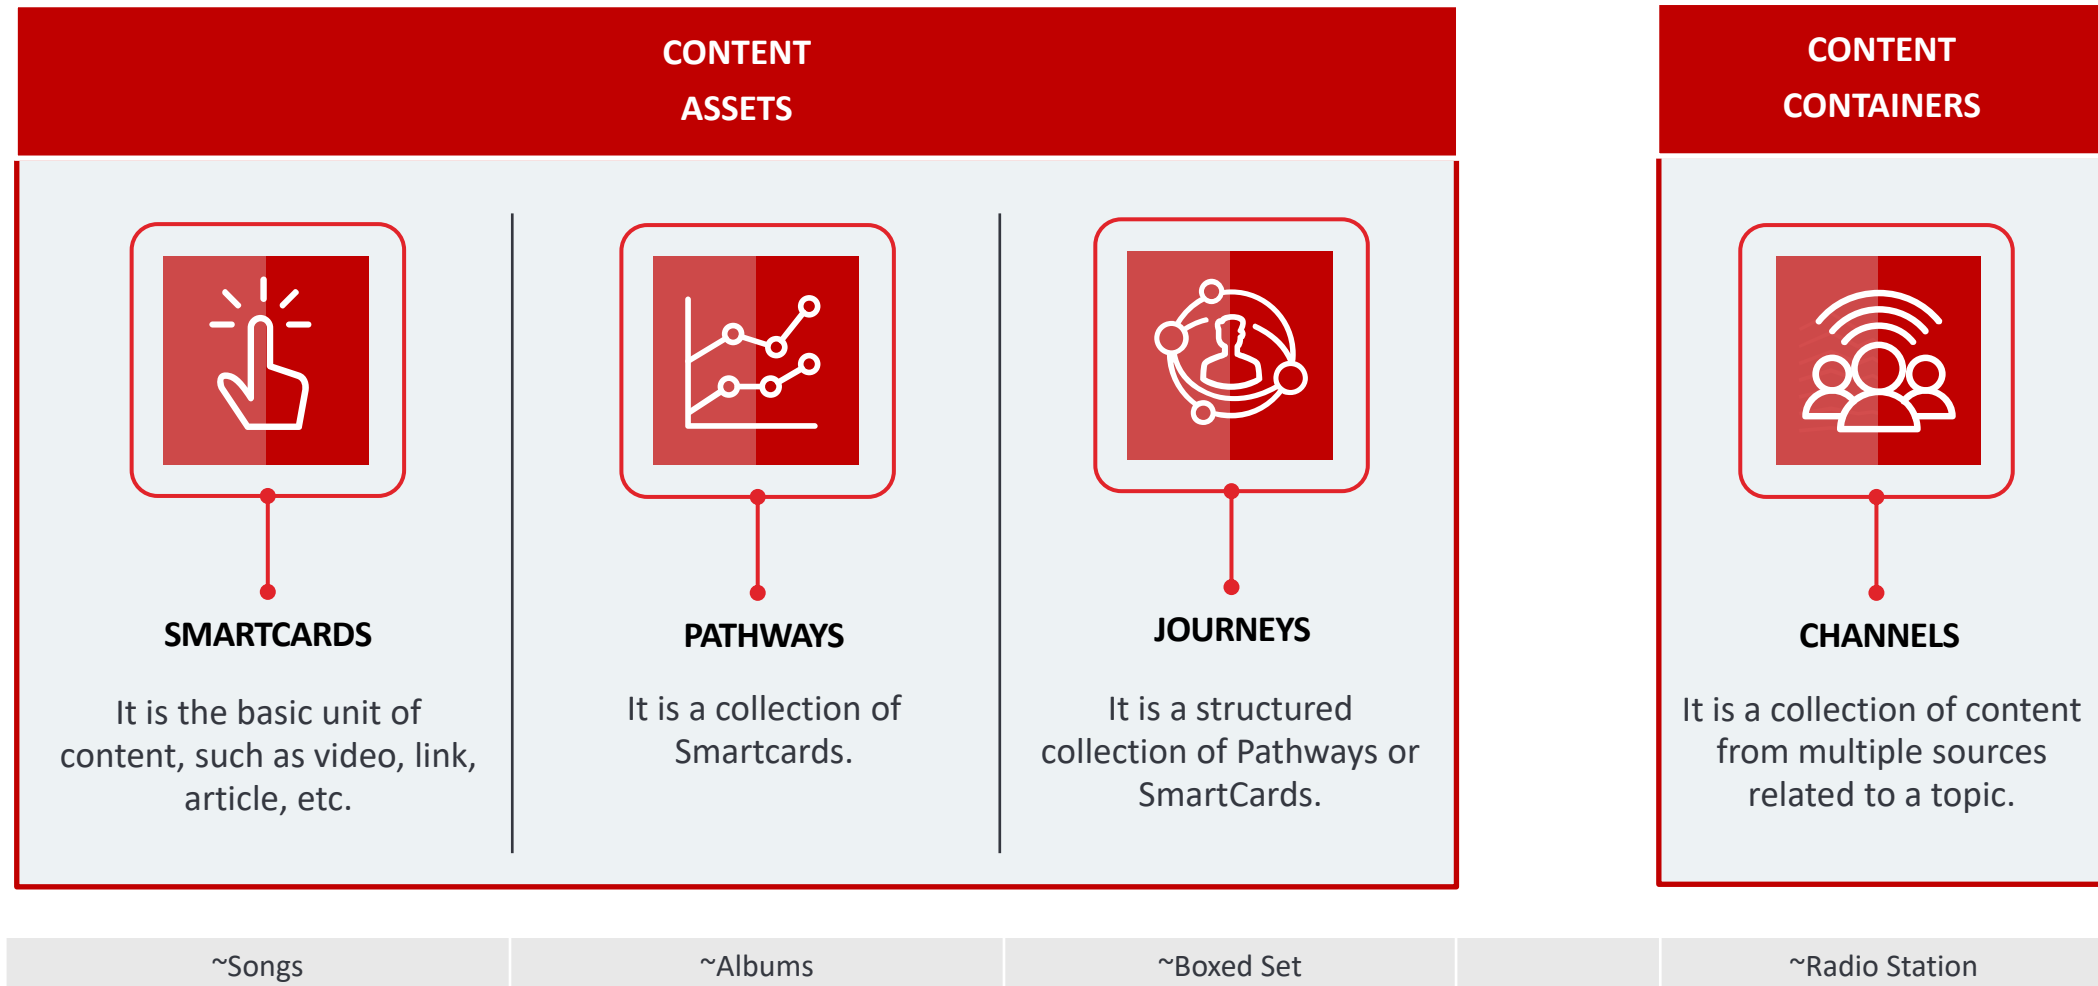 CONTENT
ASSETS
CONTENT
CONTAINERS
SMARTCARDS
It is the basic unit of
content, such as video, link,
article, etc.
PATHWAYS
It is a collection of
Smartcards.
JOURNEYS
It is a structured
collection of Pathways or
SmartCards.
CHANNELS
It is a collection of content
from multiple sources
related to a topic.
~Songs
~Albums
~Boxed Set
~Radio Station